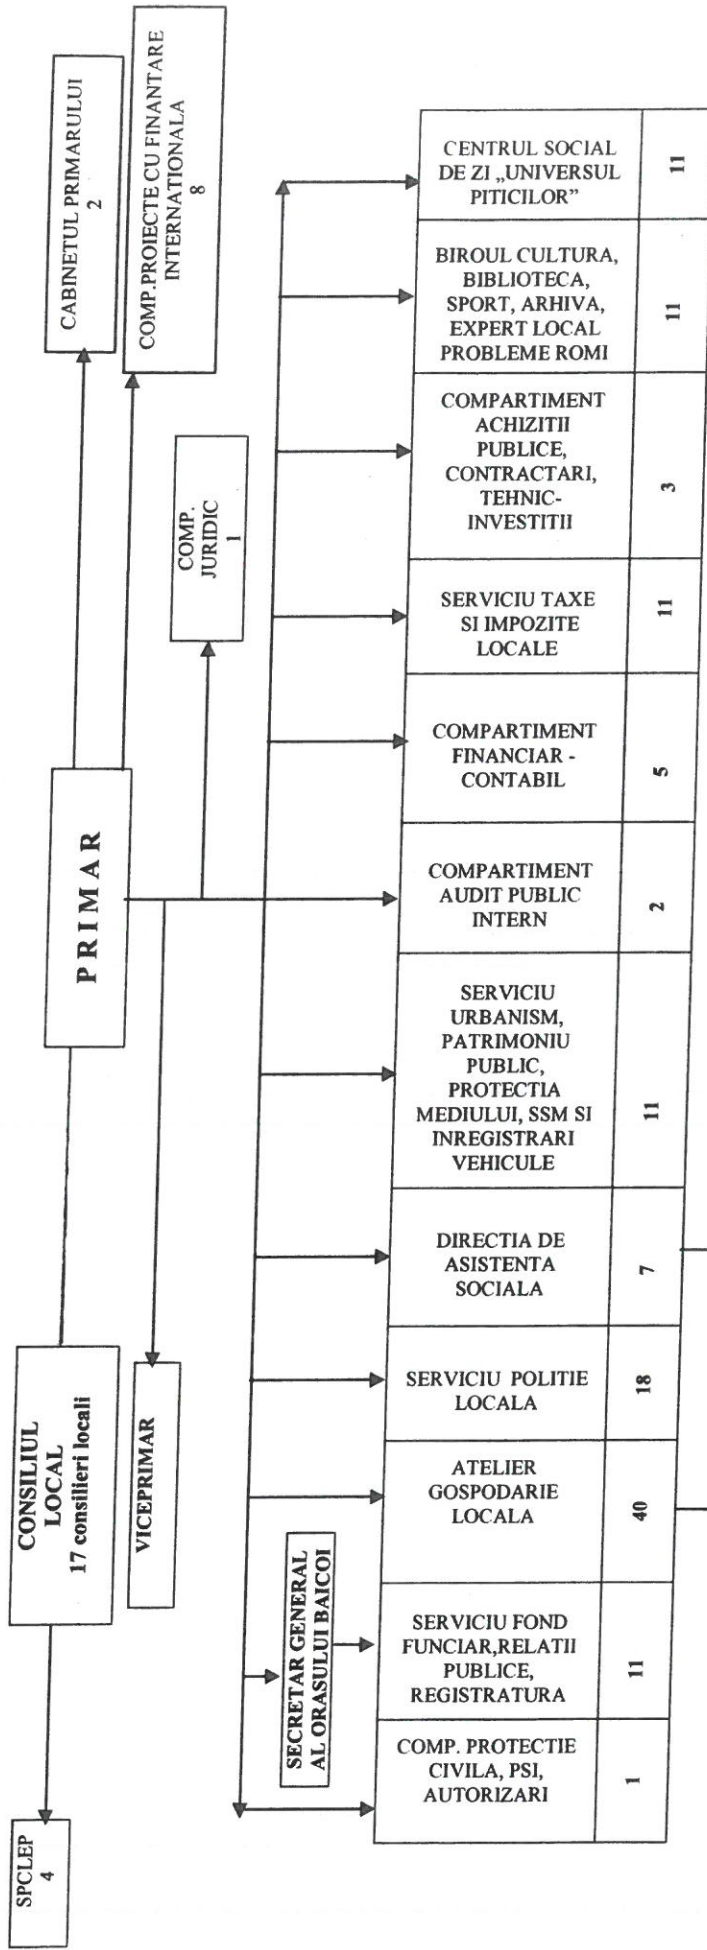 CABINETUL PRIMARULUI
2
COMP.PROIECTE CU FINANTARE
INTERNATIONALA
8
COMP.
JURIDIC
1
PRIMAR
CONSILIUL
LOCAL
17 consilieri locali
VICEPRIMAR
SPCLEP
4
SECRETAR GENERAL
AL ORASULUI BAICOI
COMP. PROTECTIE
CIVILA, PSI,
AUTORIZARI
1
SERVICIU FOND
FUNCIAR,RELATII
PUBLICE,
REGISTRATURA
11
ATELIER
GOSPODARIE
LOCALA
40
SERVICIU POLITIE
LOCALA
18
DIRECTIA DE
ASISTENTA
SOCIALA
7
SERVICIU
URBANISM,
PATRIMONIU
PUBLIC,
PROTECTIA
MEDIULUI, SSM SI
INREGISTRARI
VEHICULE
11
COMPARTIMENT
AUDIT PUBLIC
INTERN
2
COMPARTIMENT
FINANCIAR -
CONTABIL
5
SERVICIU TAXE
SI IMPOZITE
LOCALE
11
COMPARTIMENT
ACHIZITII
PUBLICE,
CONTRACTARI,
TEHNIC-
INVESTITII
3
BIROUL CULTURA,
BIBLIOTECA,
SPORT, ARHIVA,
EXPERT LOCAL
PROBLEME ROMI
11
CENTRUL SOCIAL
DE ZI „UNIVERSUL
PITICILOR”
11